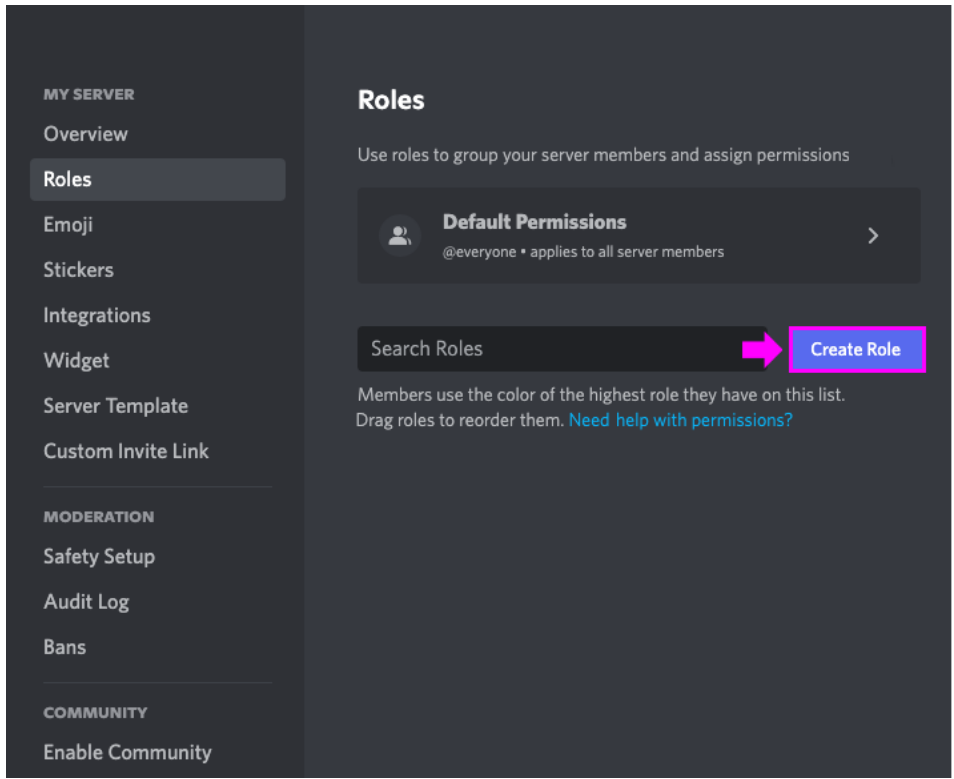 MY SERVER
Overview
Roles
Emoji
Stickers
Integrations
Widget
Server Template
Custom Invite Link
MODERATION
Safety Setup
Audit Log
Bans
COMMUNITY
Enable Community
Roles
Use roles to group your server members and assign permissions
Default Permissions
@everyone • applies to all server members
Search Roles
Create Role
Members use the color of the highest role they have on this list.
Drag roles to reorder them. Need help with permissions?